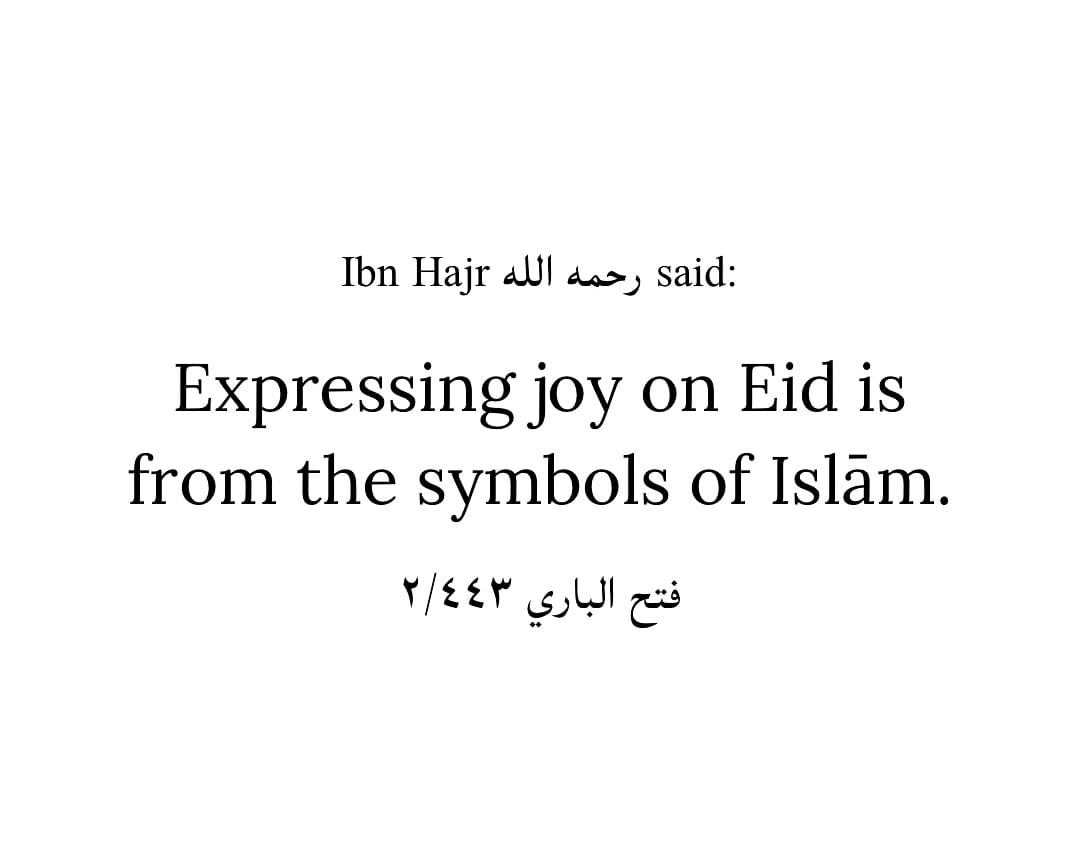 Ibn Hajr رحمه الله said:
Expressing joy on Eid is
from the symbols of Islām.
فتح الباري ٢/٤٤٣